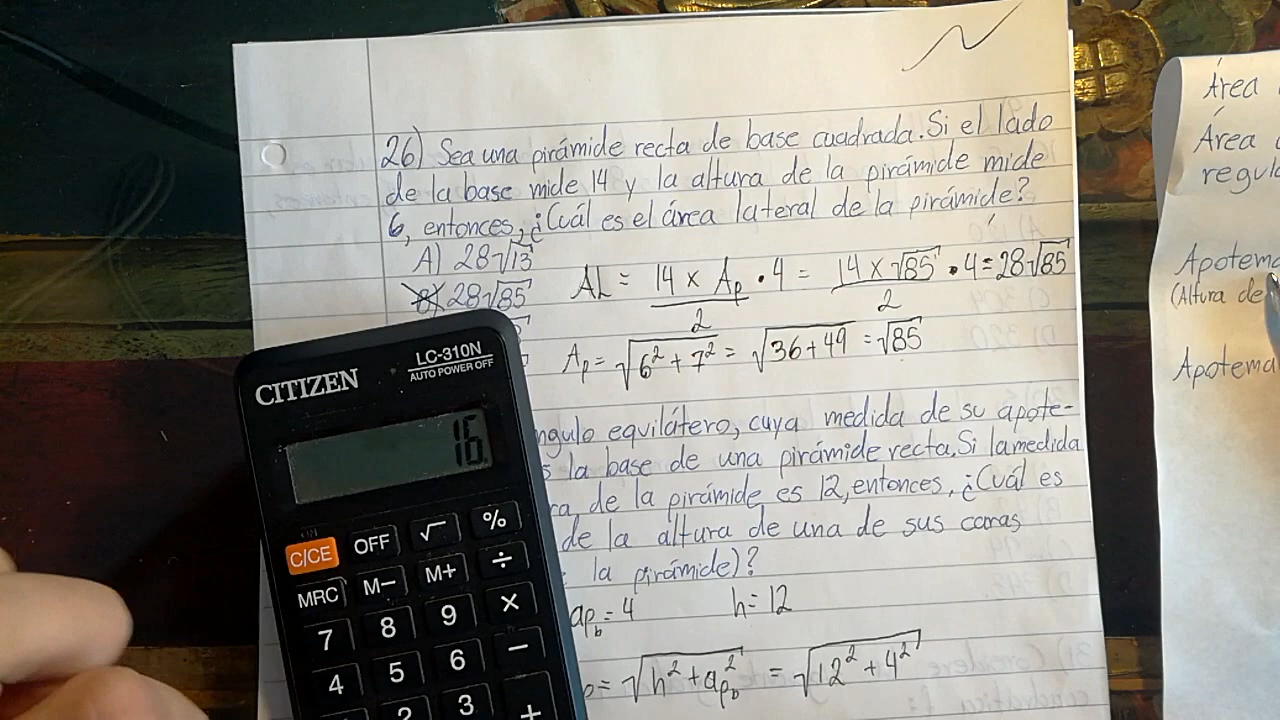 26) Sea una pirámide recta de base cuadrada. Si el lado
de la base mide 14 y la altura de la pirámide mide
6, entonces, ¿Cuál es el área lateral de la pirámide?
A) 28√13
B) 28√85
AL = 14 x Ap / 2 • 4 = 14 x √85 / 2 • 4 = 28√85
Ap = √6² + 7² = √36 + 49 = √85
equilátero, cuya medida de su apote-
la base de una pirámide recta. Si la medida
de la pirámide es 12, entonces, ¿Cuál es
de la altura de una de sus caras
la pirámide)?
apb = 4 h = 12
= √h² + apb² = √12² + 4²
Área
Área
Apotema
(Altura de
Apotema
CITIZEN
LC-310N
AUTO POWER OFF
16.
C/CE OFF √ %
MRC M− M+ ÷
7 8 9 ×
4 5 6 −
2 3 +